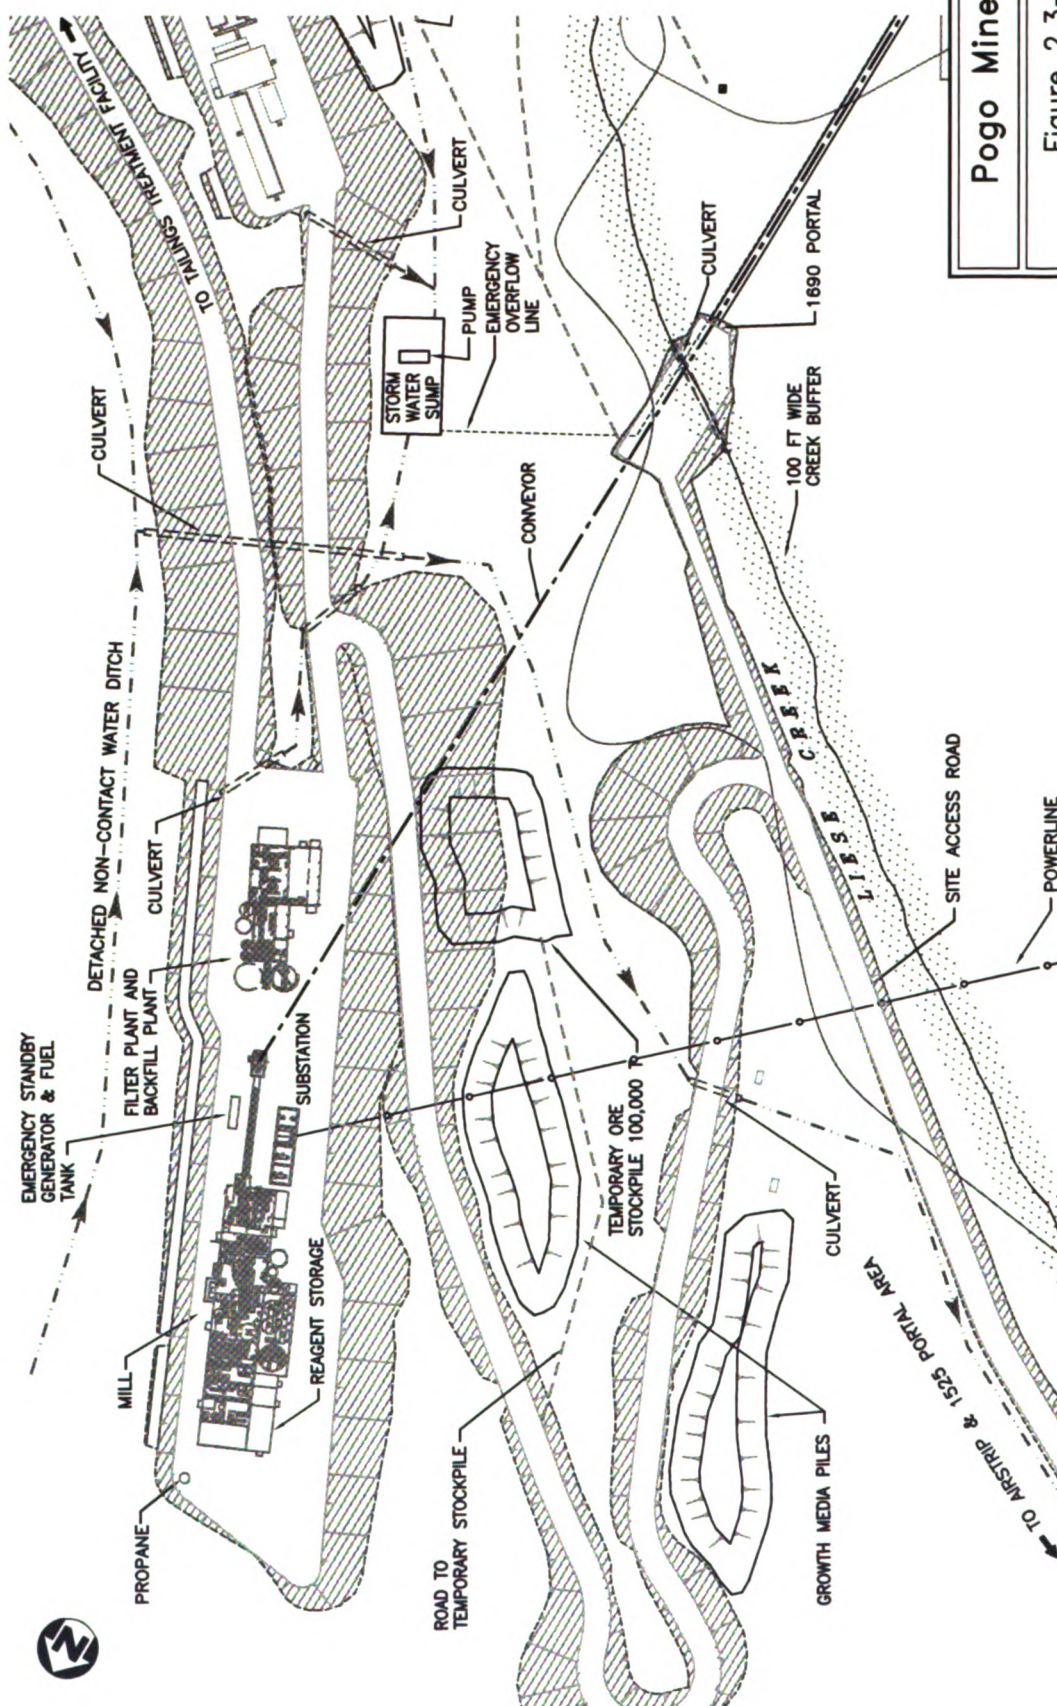 N
EMERGENCY STANDBY
GENERATOR & FUEL
TANK
DETACHED NON-CONTACT WATER DITCH
CULVERT
TO TAILINGS TREATMENT FACILITY
MILL
FILTER PLANT AND
BACKFILL PLANT
CULVERT
PROPANE
REAGENT STORAGE
SUBSTATION
STORM
WATER
SUMP
PUMP
EMERGENCY
OVERFLOW
LINE
CULVERT
CONVEYOR
ROAD TO
TEMPORARY STOCKPILE
TEMPORARY ORE
STOCKPILE 100,000 T
CULVERT
1690 PORTAL
100 FT WIDE
CREEK BUFFER
LIESE CREEK
CULVERT
GROWTH MEDIA PILES
TO AIRSTRIP & 1525 PORTAL AREA
SITE ACCESS ROAD
POWERLINE
Pogo Mine
Figure 2.3-